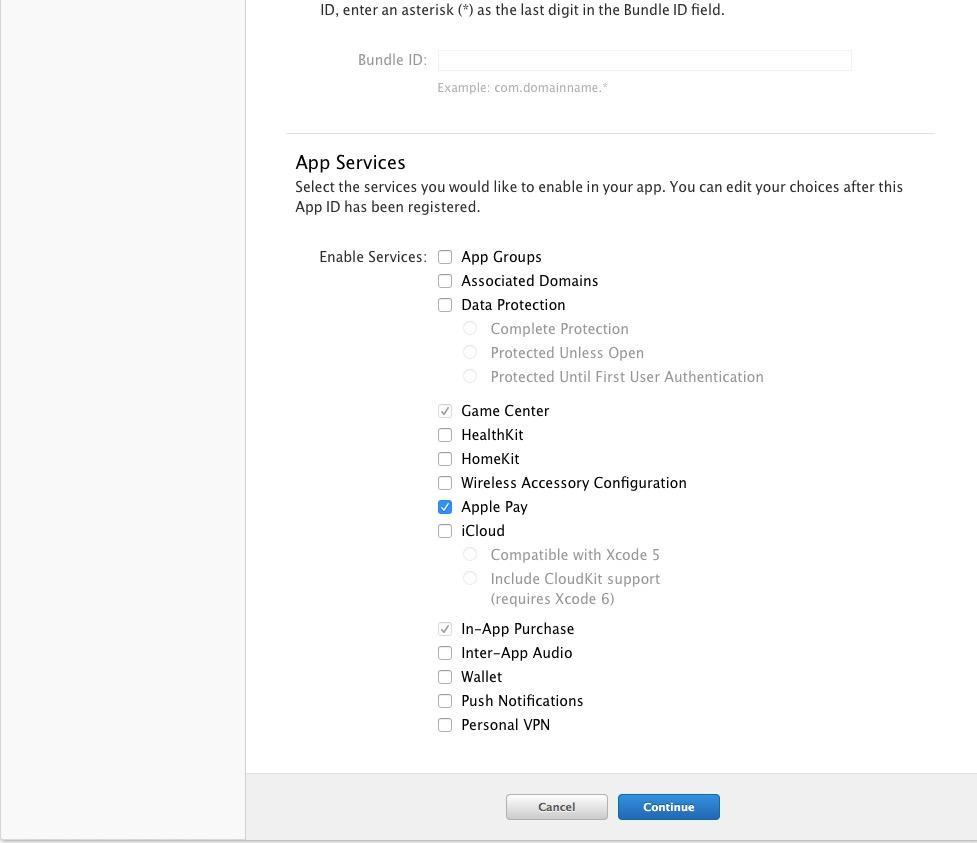 ID, enter an asterisk (*) as the last digit in the Bundle ID field.
Bundle ID:
Example: com.domainname.*
App Services
Select the services you would like to enable in your app. You can edit your choices after this
App ID has been registered.
Enable Services: App Groups
Associated Domains
Data Protection
Complete Protection
Protected Unless Open
Protected Until First User Authentication
Game Center
HealthKit
HomeKit
Wireless Accessory Configuration
Apple Pay
iCloud
Compatible with Xcode 5
Include CloudKit support
(requires Xcode 6)
In-App Purchase
Inter-App Audio
Wallet
Push Notifications
Personal VPN
Cancel Continue